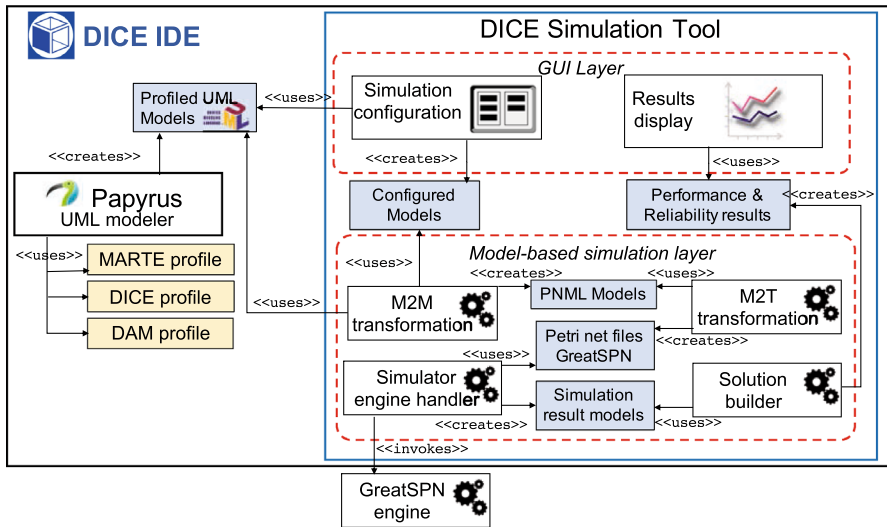 DICE IDE
DICE Simulation Tool
GUI Layer
Profiled UML
Models
<<uses>>
Simulation
configuration
Results
display
<<creates>>
<<creates>>
<<uses>>
Papyrus
UML modeler
Configured
Models
Performance &
Reliability results
<<creates>>
<<uses>>
MARTE profile
DICE profile
DAM profile
<<uses>>
<<uses>>
Model-based simulation layer
<<creates>>
<<uses>>
M2M
transformation
PNML Models
M2T
transformation
Petri net files
GreatSPN
<<uses>>
<<creates>>
Simulator
engine handler
Simulation
result models
Solution
builder
<<creates>>
<<uses>>
<<invokes>>
GreatSPN
engine